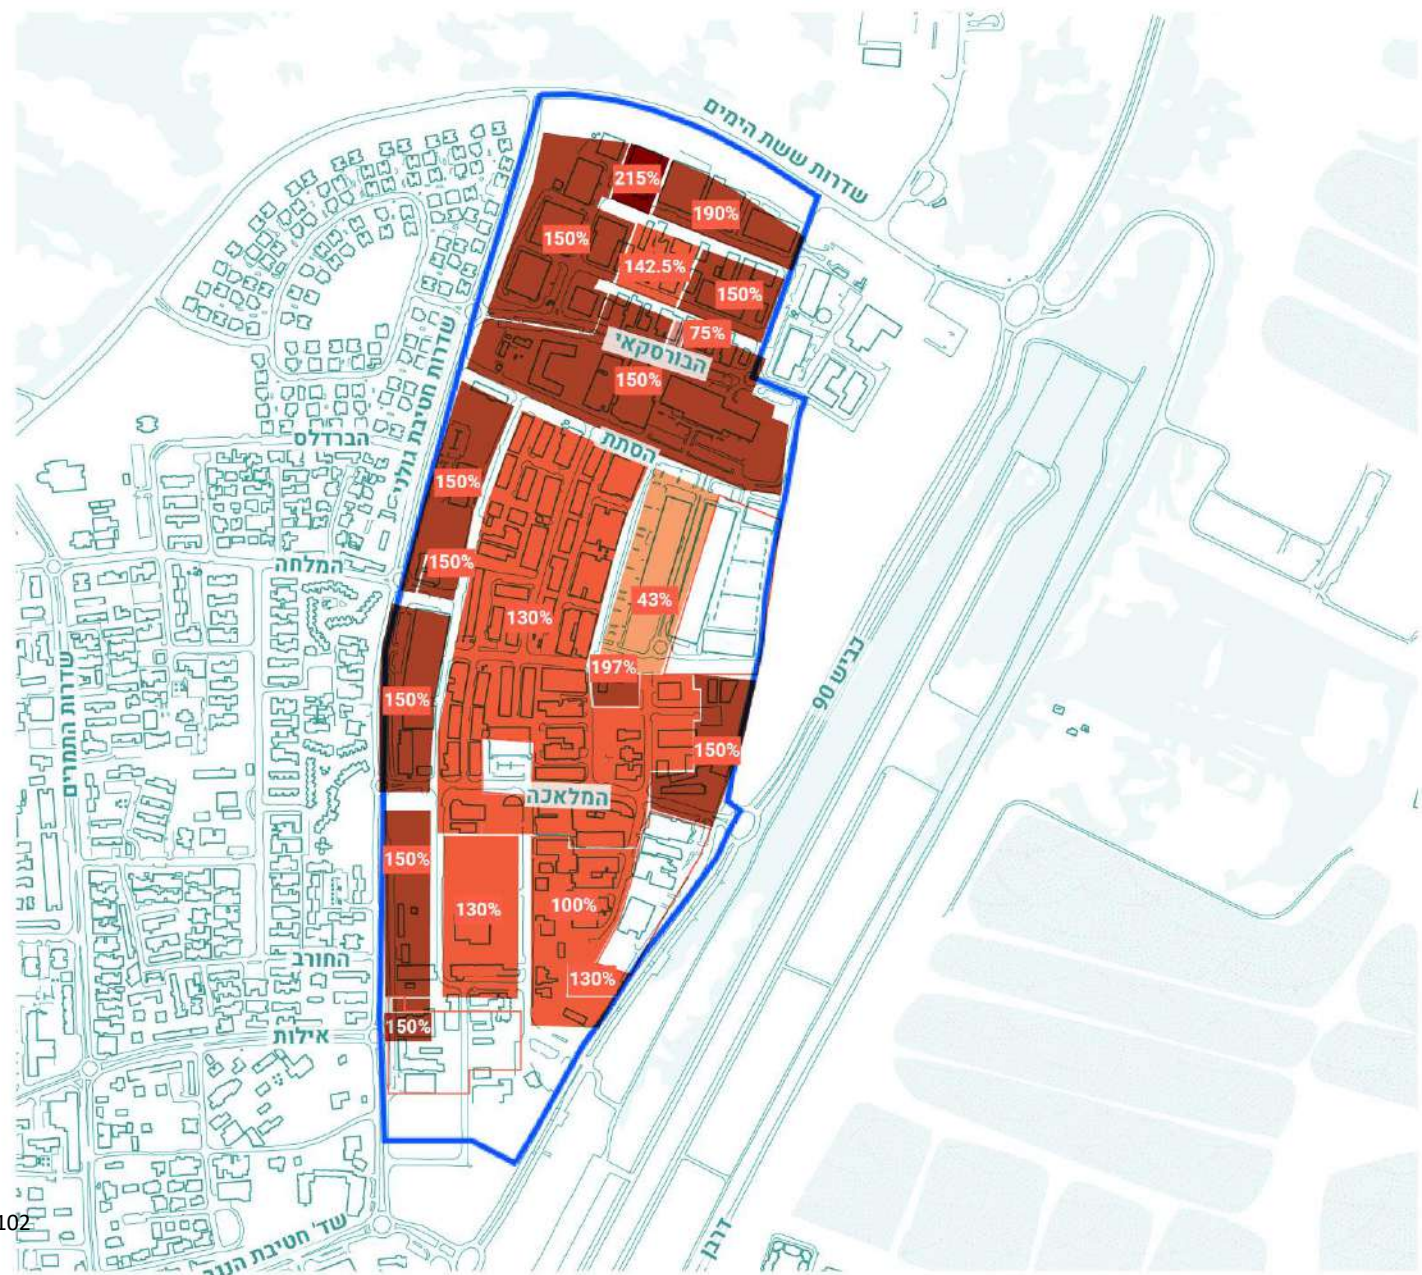 שדרות ששת הימים
215%
190%
150%
142.5%
150%
75%
הבורסקאי
150%
שדרות חטיבת גולני
הברדלס
הסתת
150%
150%
המלחה
43%
130%
197%
כביש 90
שדרות התמרים
150%
150%
המלאכה
150%
130%
100%
החורב
130%
150%
אילות
שד' חטיבת הנגב
דרבן
102